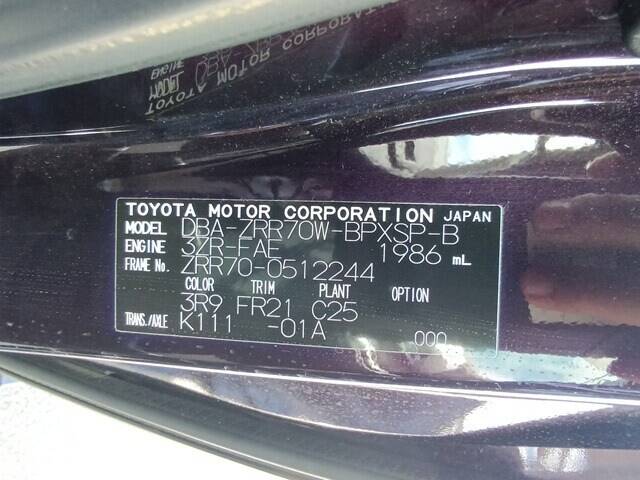 TOYOTA MOTOR CORPORATION JAPAN
MODEL DBA-ZRR70W-BPXSP-B
ENGINE 3ZR-FAE 1986 mL
FRAME No. ZRR70-0512244
COLOR TRIM PLANT OPTION
3R9 FR21 C25
TRANS./AXLE K111 -01A 000